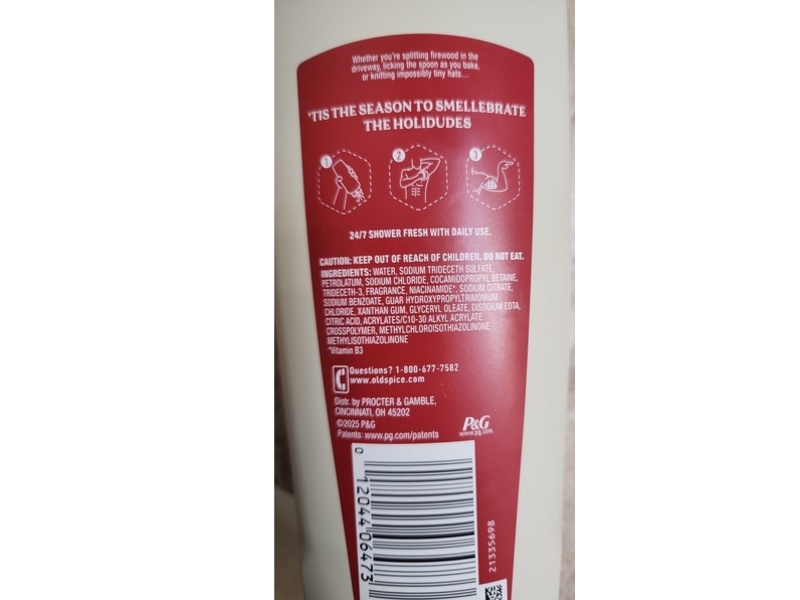 Whether you're splitting firewood in the
driveway, licking the spoon as you bake,
or knitting impossibly tiny hats...
'TIS THE SEASON TO SMELLEBRATE
THE HOLIDUDES
1
2
3
24/7 SHOWER FRESH WITH DAILY USE.
CAUTION: KEEP OUT OF REACH OF CHILDREN. DO NOT EAT.
INGREDIENTS: WATER, SODIUM TRIDECETH SULFATE,
PETROLATUM, SODIUM CHLORIDE, COCAMIDOPROPYL BETAINE,
TRIDECETH-3, FRAGRANCE, NIACINAMIDE*, SODIUM CITRATE,
SODIUM BENZOATE, GUAR HYDROXYPROPYLTRIMONIUM
CHLORIDE, XANTHAN GUM, GLYCERYL OLEATE, DISODIUM EDTA,
CITRIC ACID, ACRYLATES/C10-30 ALKYL ACRYLATE
CROSSPOLYMER, METHYLCHLOROISOTHIAZOLINONE,
METHYLISOTHIAZOLINONE
*Vitamin B3
Questions? 1-800-677-7582
www.oldspice.com
Distr. by PROCTER & GAMBLE,
CINCINNATI, OH 45202
©2025 P&G
Patents: www.pg.com/patents
P&G
www.pg.com
0 12044 06473
21335698